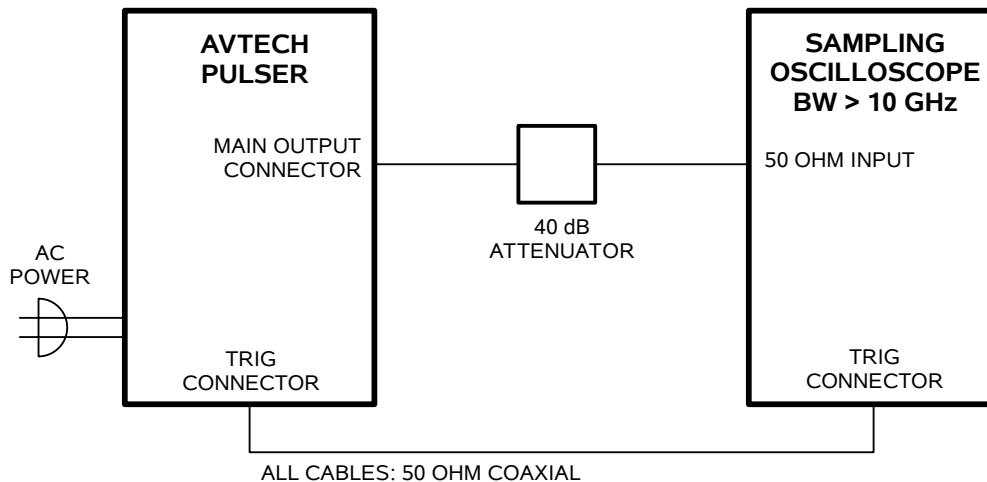 AVTECH
PULSER
MAIN OUTPUT
CONNECTOR
AC
POWER
TRIG
CONNECTOR
40 dB
ATTENUATOR
SAMPLING
OSCILLOSCOPE
BW > 10 GHz
50 OHM INPUT
TRIG
CONNECTOR
ALL CABLES: 50 OHM COAXIAL